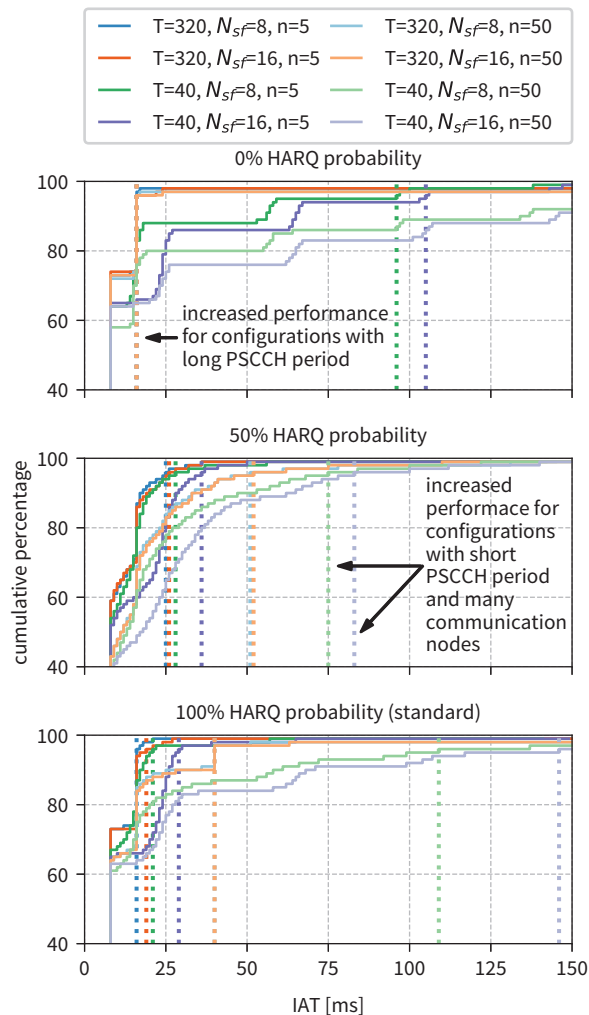 T=320, N_sf=8, n=5 T=320, N_sf=8, n=50
T=320, N_sf=16, n=5 T=320, N_sf=16, n=50
T=40, N_sf=8, n=5 T=40, N_sf=8, n=50
T=40, N_sf=16, n=5 T=40, N_sf=16, n=50
0% HARQ probability
100
80
60
40
increased performance
for configurations with
long PSCCH period
50% HARQ probability
cumulative percentage
100
80
60
40
increased
performace for
configurations
with short
PSCCH period
and many
communication
nodes
100% HARQ probability (standard)
100
80
60
40
0 25 50 75 100 125 150
IAT [ms]